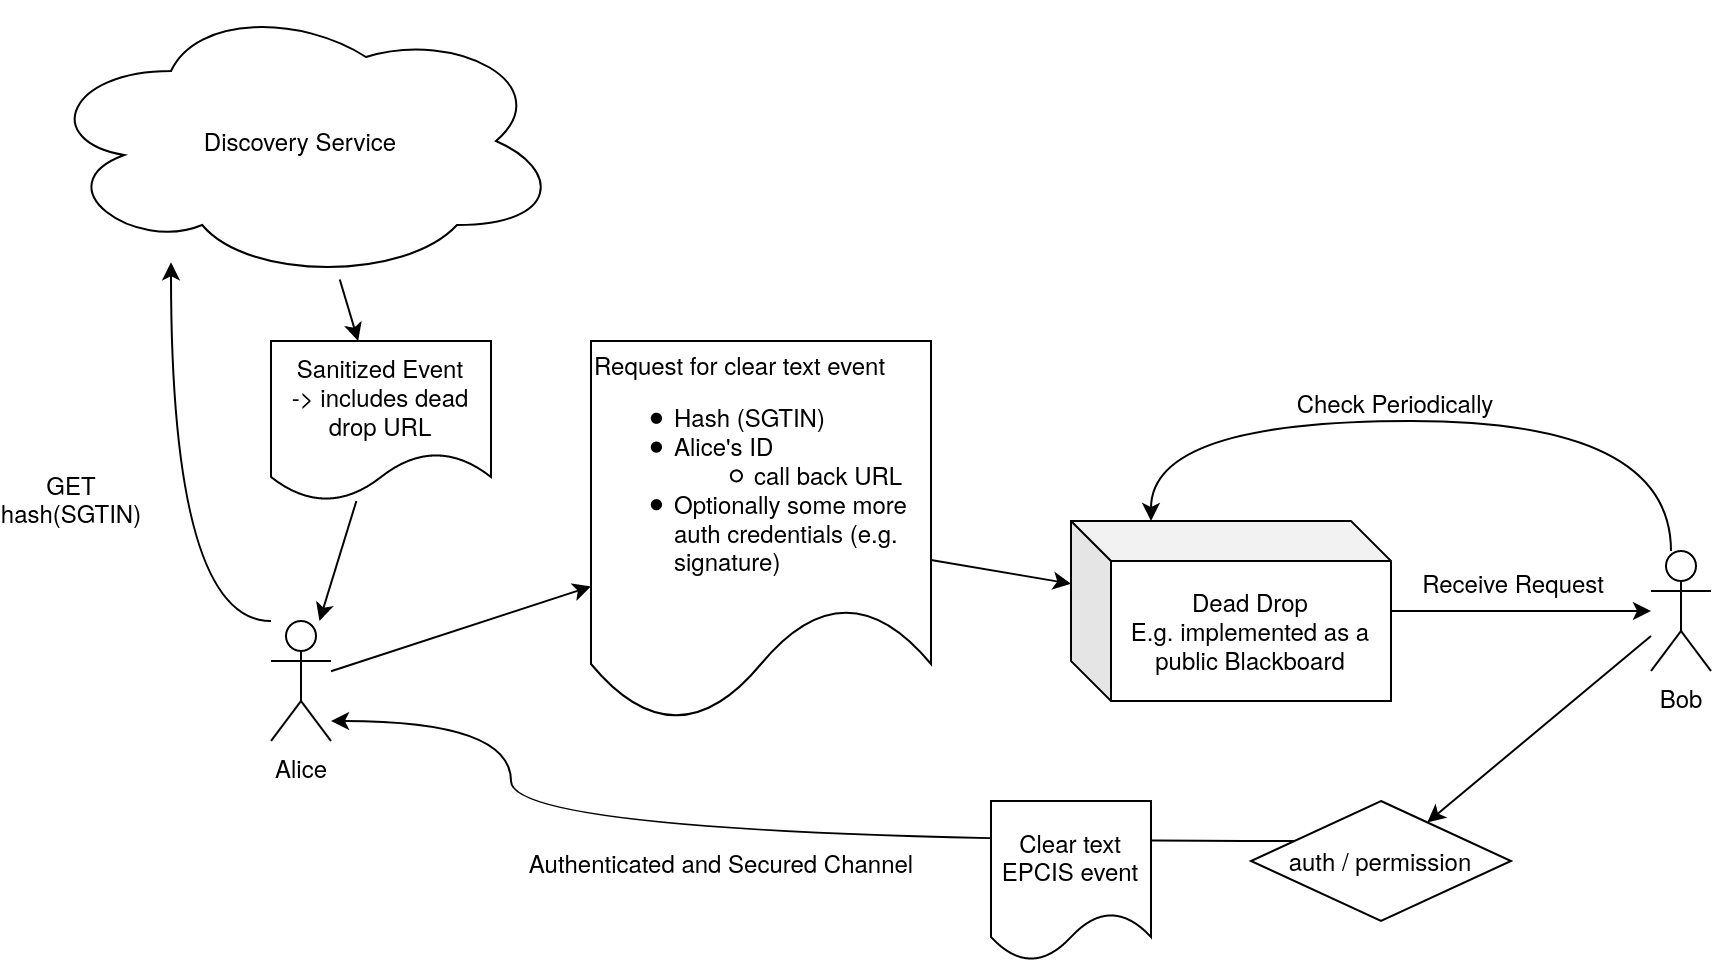 Discovery Service
Sanitized Event
-> includes dead
drop URL
GET
hash(SGTIN)
Alice
Request for clear text event
Hash (SGTIN)
Alice's ID
call back URL
Optionally some more
auth credentials (e.g.
signature)
Check Periodically
Dead Drop
E.g. implemented as a
public Blackboard
Receive Request
Bob
auth / permission
Clear text
EPCIS event
Authenticated and Secured Channel